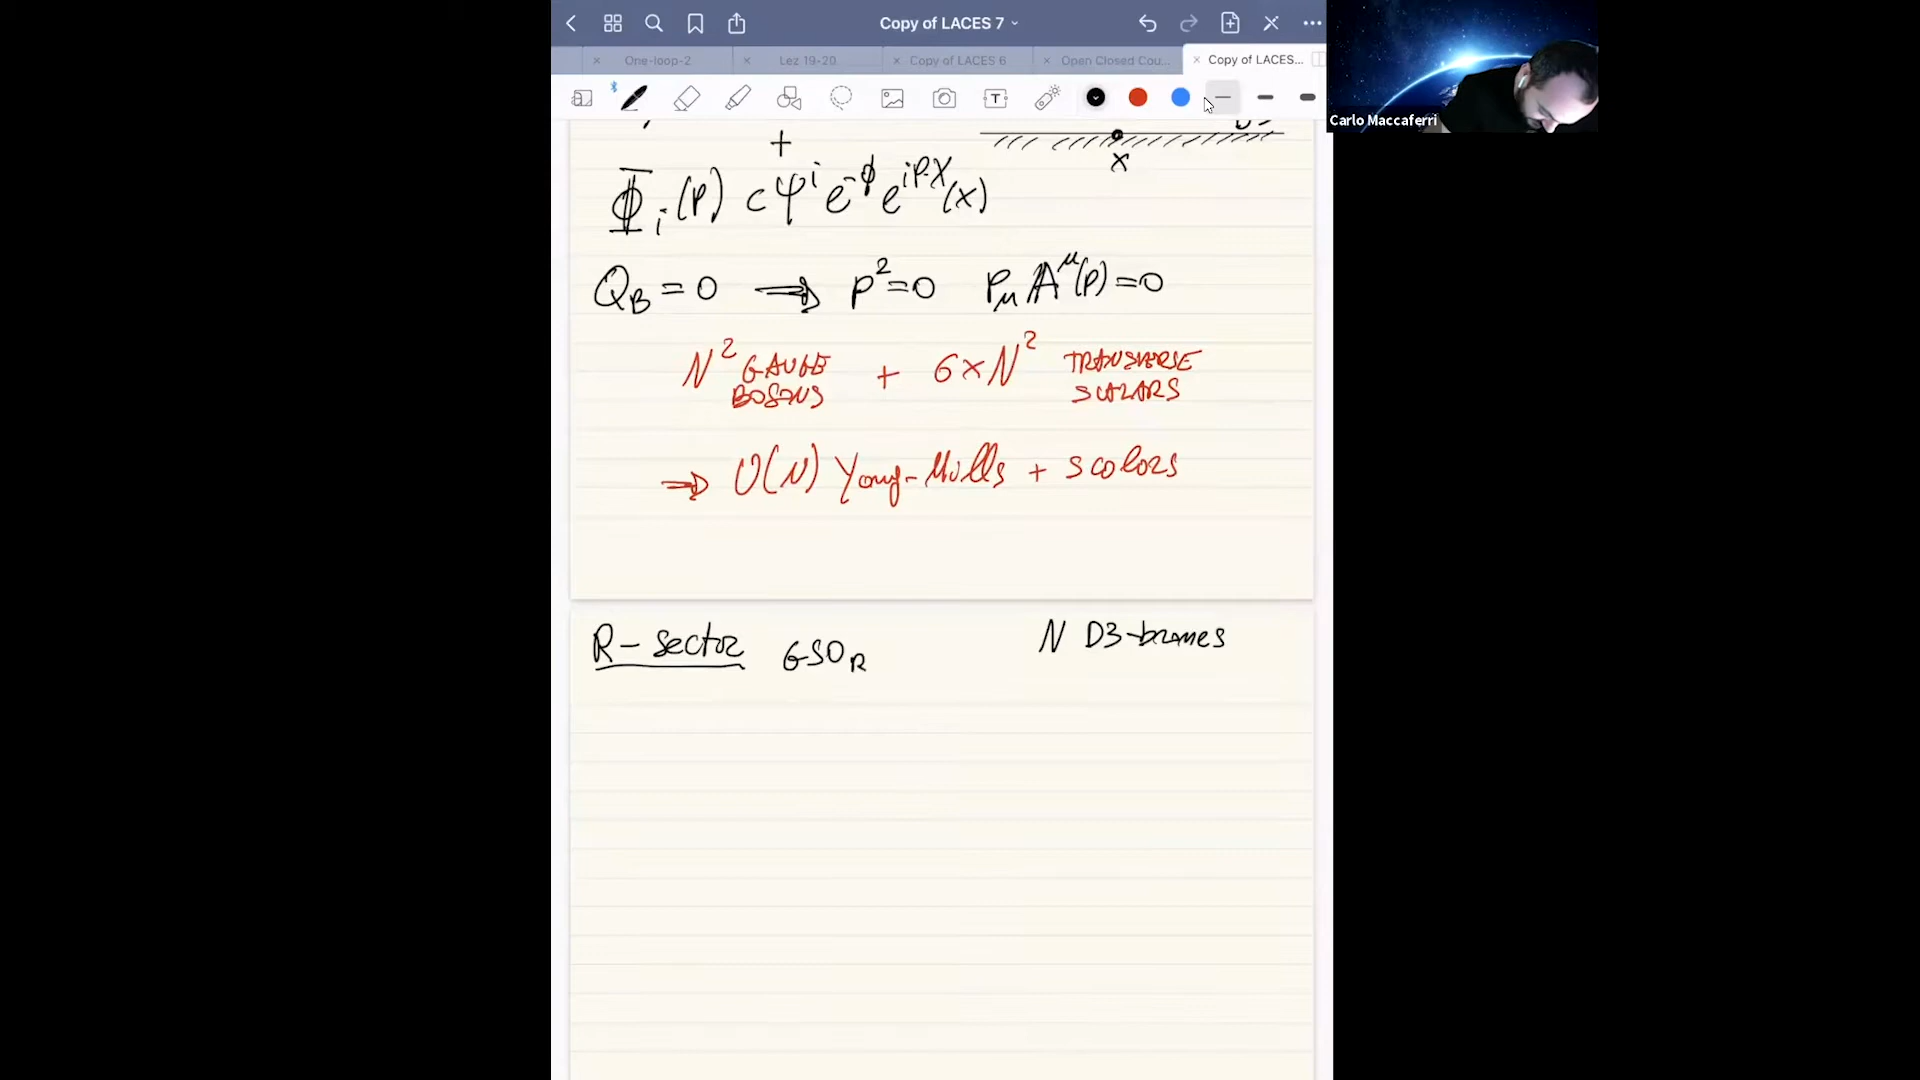 Copy of LACES 7
One-loop-2
Lez 19-20
Copy of LACES 6
Open Closed Cou...
Copy of LACES...
Carlo Maccaferri
+
x
Φ_i(p) cψ^i e^{-ϕ} e^{ip·X}(x)
Q_B = 0 ⟹ p^2=0 p_μ A^μ(p)=0
N^2 GAUGE BOSONS + 6×N^2 TRANSVERSE SCALARS
⟹ U(N) Yang-Mills + scalars
R-sector GSO_R N D3-branes